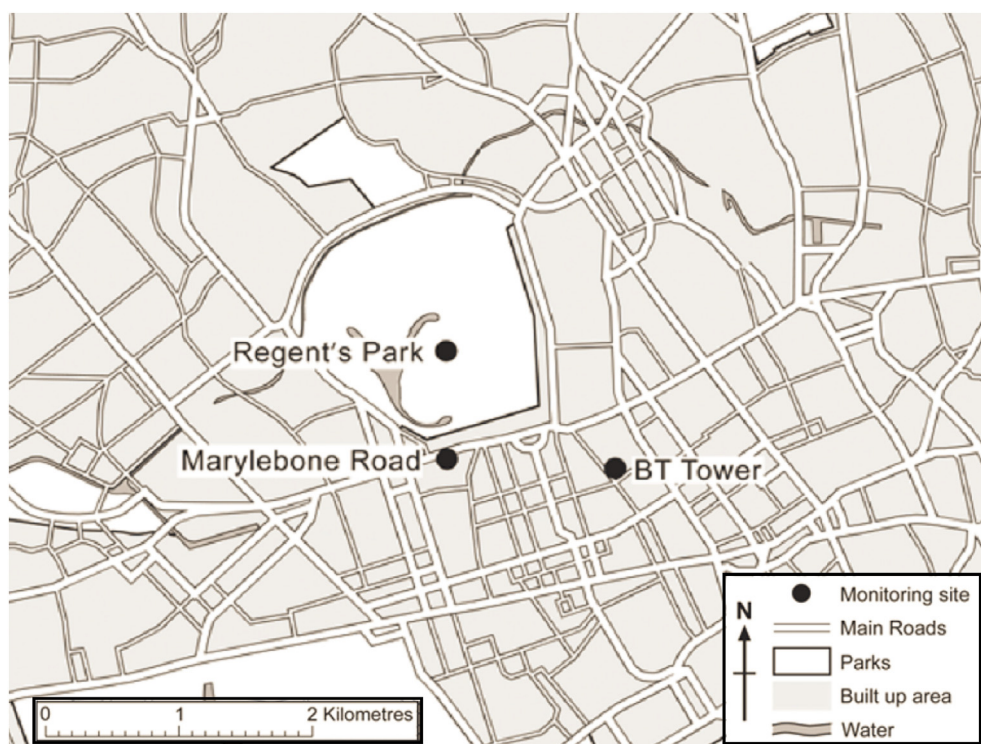 Regent's Park
Marylebone Road
BT Tower
N
Monitoring site
Main Roads
Parks
Built up area
Water
0 1 2 Kilometres